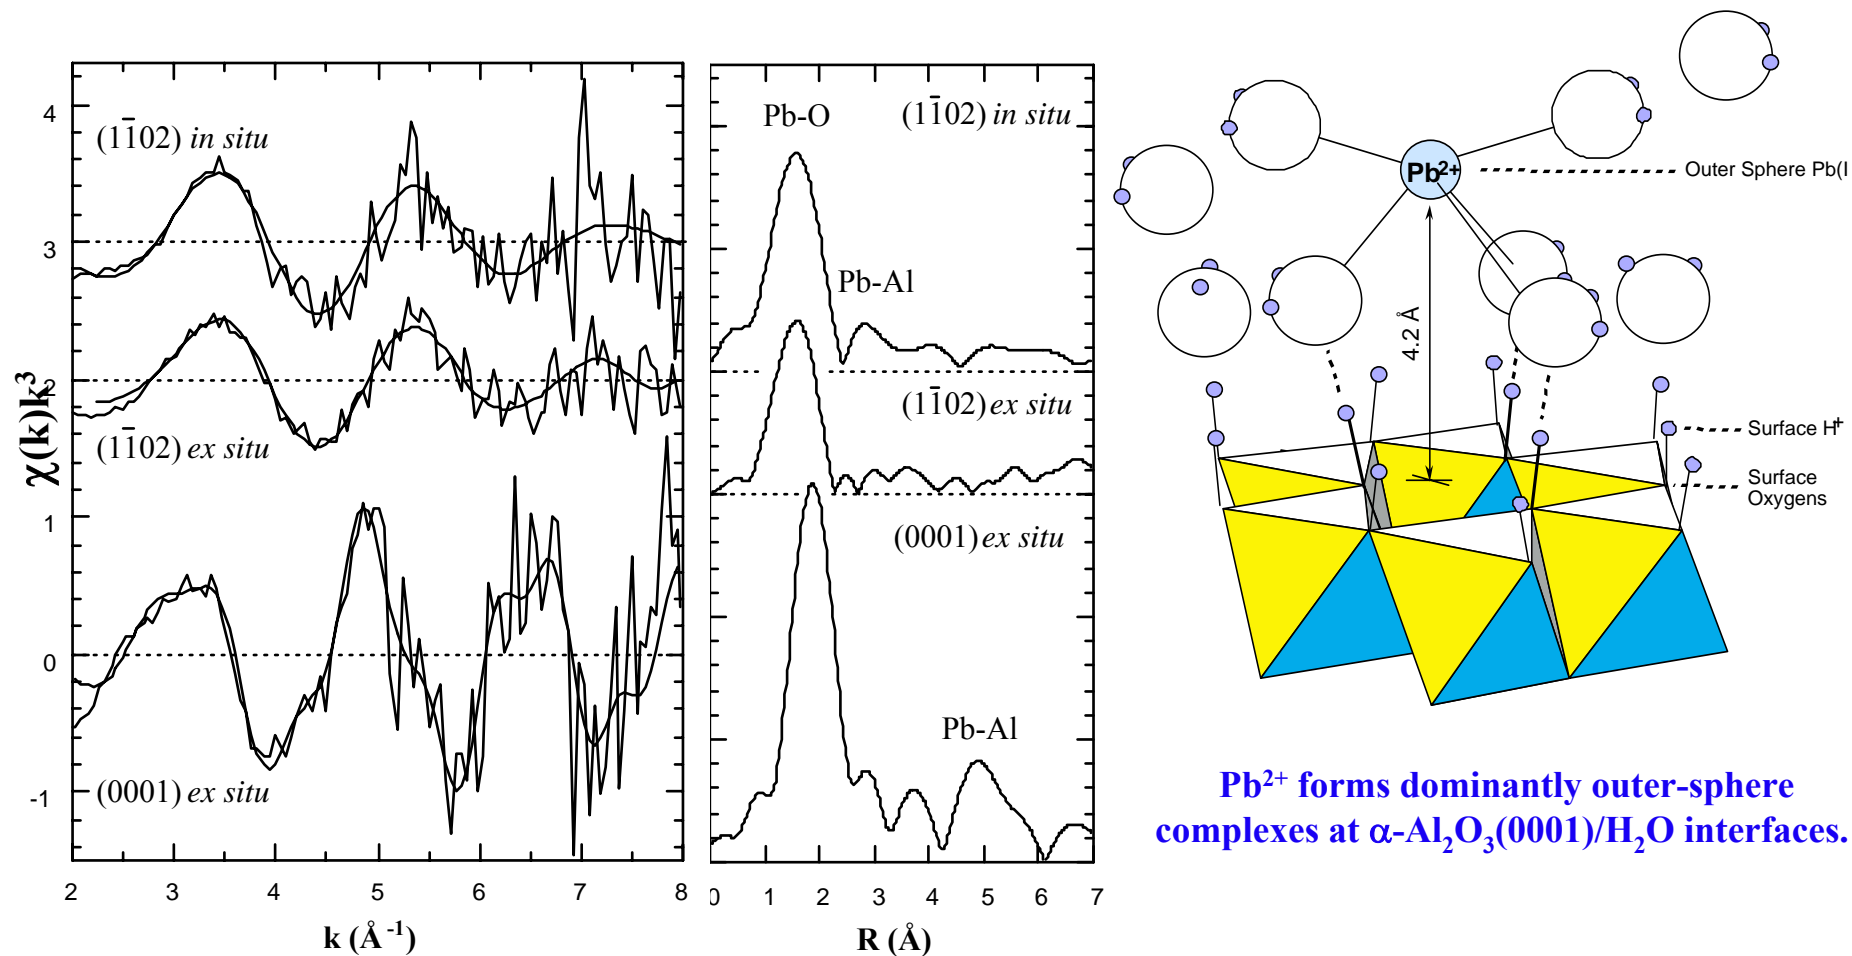 χ(k)k³
4
3
2
1
0
-1
(11̅02) in situ
(11̅02) ex situ
(0001) ex situ
2 3 4 5 6 7 8
k (Å⁻¹)
Pb-O
(11̅02) in situ
Pb-Al
(11̅02) ex situ
(0001) ex situ
Pb-Al
0 1 2 3 4 5 6 7
R (Å)
Pb²⁺
Outer Sphere Pb(I
4.2 Å
Surface H⁺
Surface
Oxygens
Pb²⁺ forms dominantly outer-sphere
complexes at α-Al₂O₃(0001)/H₂O interfaces.